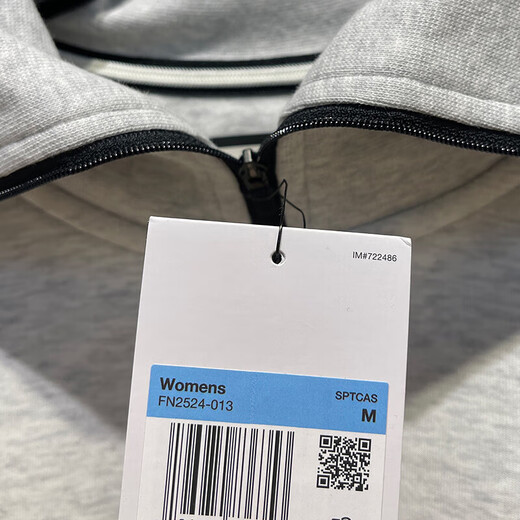 IM#722486
Womens
FN2524-013
SPTCAS
M